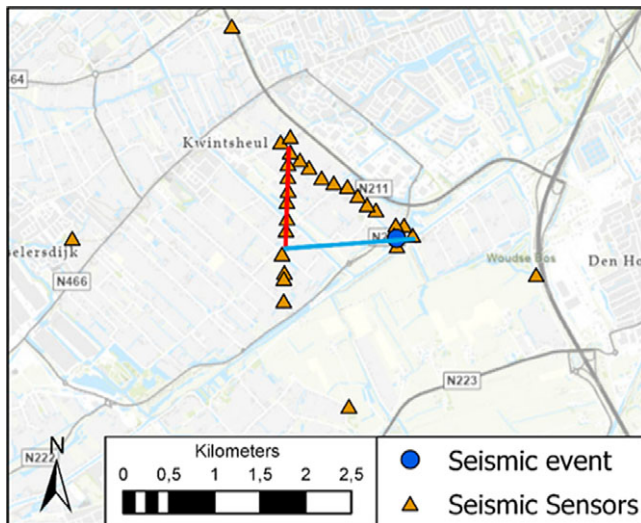 64
Kwintsheul
N211
elersdijk
Woudse Bos
Den Ho
N466
N223
N222
N
Kilometers
0 0,5 1 1,5 2 2,5
Seismic event
Seismic Sensors